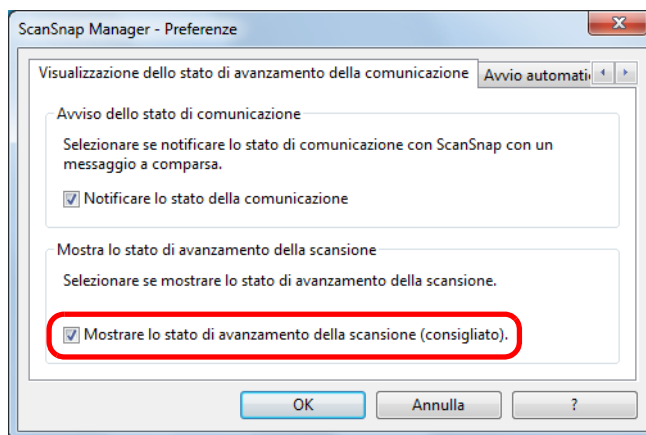 ScanSnap Manager - Preferenze
Visualizzazione dello stato di avanzamento della comunicazione
Avviso dello stato di comunicazione
Selezionare se notificare lo stato di comunicazione con ScanSnap con un
messaggio a comparsa.
Notificare lo stato della comunicazione
Mostra lo stato di avanzamento della scansione
Selezionare se mostrare lo stato di avanzamento della scansione.
Mostrare lo stato di avanzamento della scansione (consigliato).
OK Annulla ?